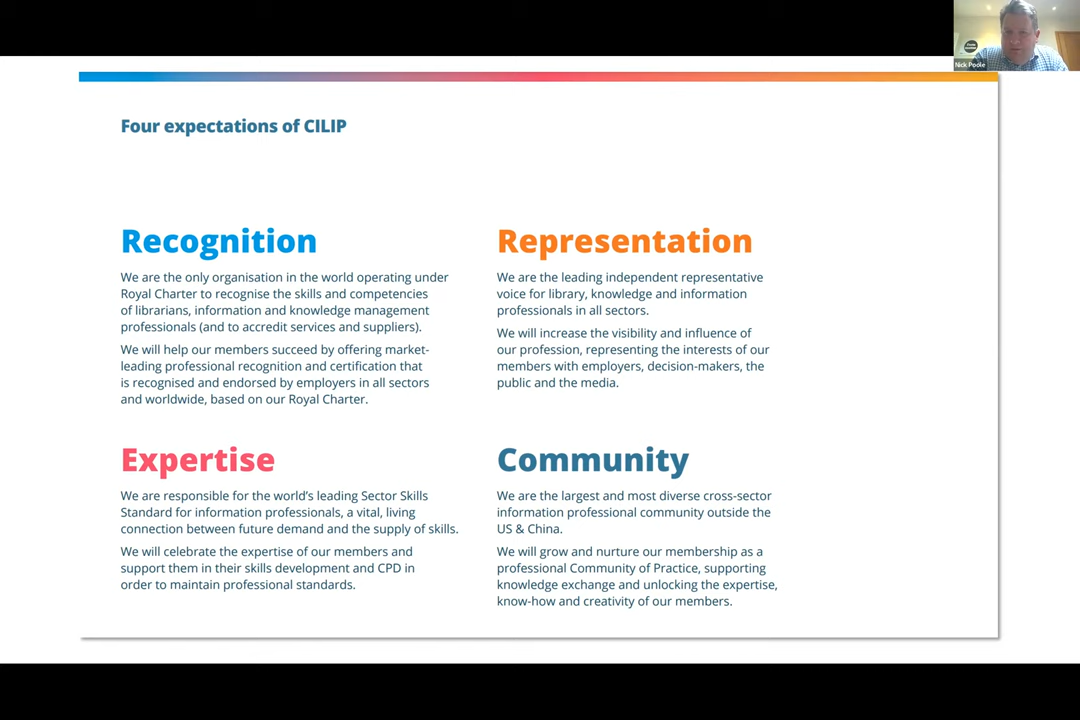 Nick Poole
Four expectations of CILIP
Recognition
We are the only organisation in the world operating under
Royal Charter to recognise the skills and competencies
of librarians, information and knowledge management
professionals (and to accredit services and suppliers).
We will help our members succeed by offering market-
leading professional recognition and certification that
is recognised and endorsed by employers in all sectors
and worldwide, based on our Royal Charter.
Representation
We are the leading independent representative
voice for library, knowledge and information
professionals in all sectors.
We will increase the visibility and influence of
our profession, representing the interests of our
members with employers, decision-makers, the
public and the media.
Expertise
We are responsible for the world’s leading Sector Skills
Standard for information professionals, a vital, living
connection between future demand and the supply of skills.
We will celebrate the expertise of our members and
support them in their skills development and CPD in
order to maintain professional standards.
Community
We are the largest and most diverse cross-sector
information professional community outside the
US & China.
We will grow and nurture our membership as a
professional Community of Practice, supporting
knowledge exchange and unlocking the expertise,
know-how and creativity of our members.